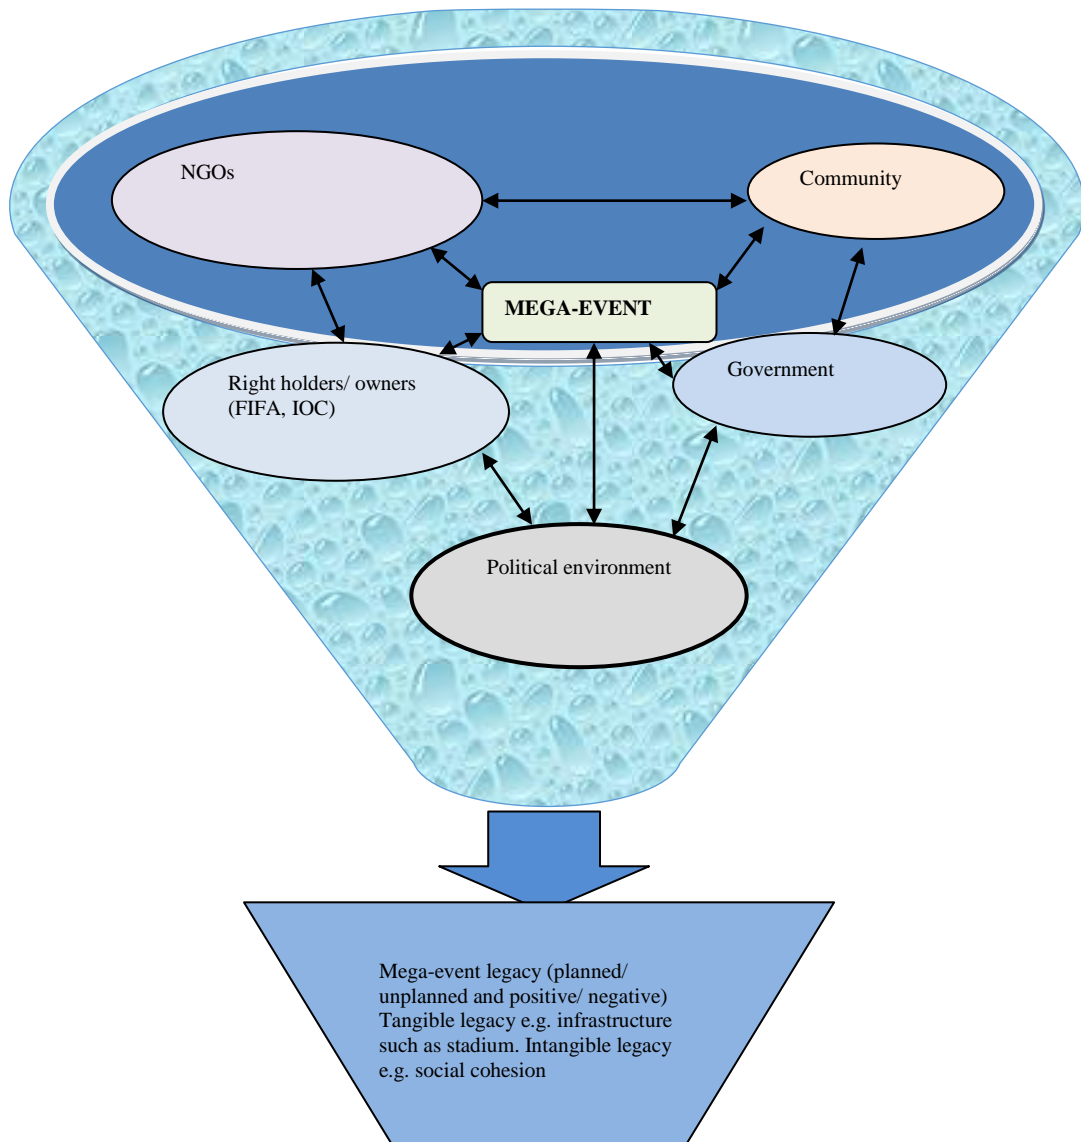 NGOs
Community
MEGA-EVENT
Right holders/ owners
(FIFA, IOC)
Government
Political environment
Mega-event legacy (planned/
unplanned and positive/ negative)
Tangible legacy e.g. infrastructure
such as stadium. Intangible legacy
e.g. social cohesion